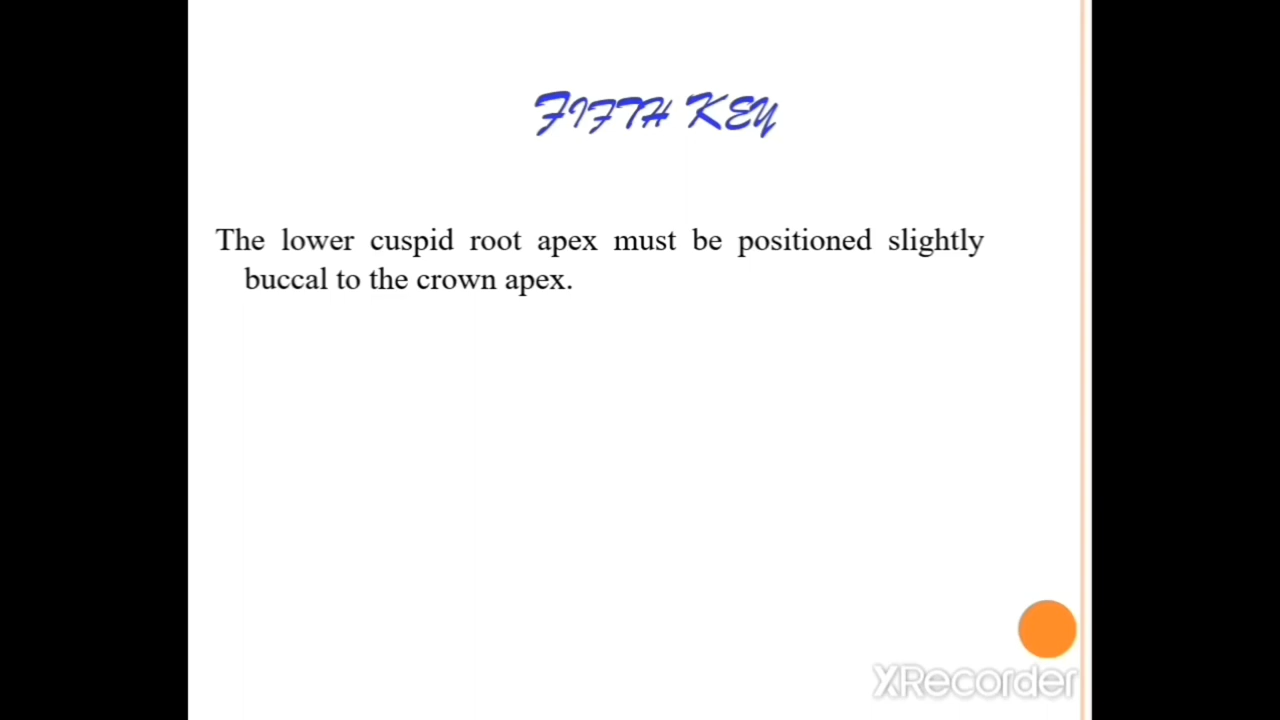 FIFTH KEY
The lower cuspid root apex must be positioned slightly
buccal to the crown apex.
XRecorder